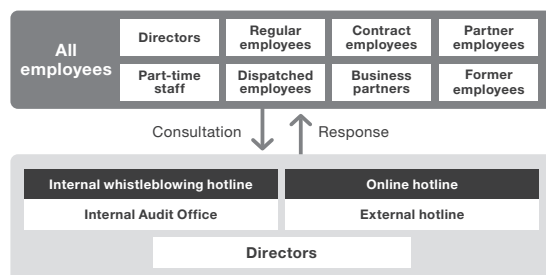 All
employees
Directors
Regular
employees
Contract
employees
Partner
employees
Part-time
staff
Dispatched
employees
Business
partners
Former
employees
Consultation
Response
Internal whistleblowing hotline
Online hotline
Internal Audit Office
External hotline
Directors